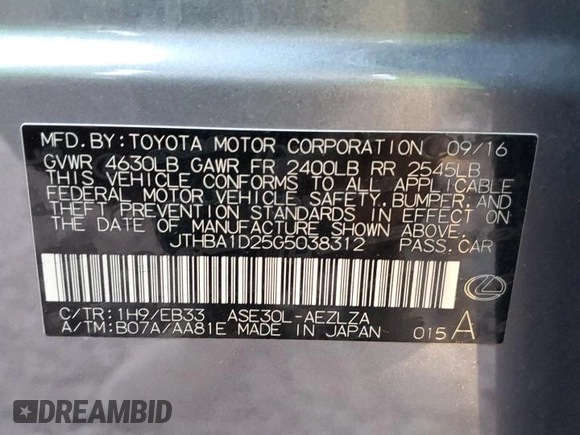 MFD. BY: TOYOTA MOTOR CORPORATION 09/16
GVWR 4630LB GAWR FR 2400LB RR 2545LB
THIS VEHICLE CONFORMS TO ALL APPLICABLE
FEDERAL MOTOR VEHICLE SAFETY, BUMPER, AND
THEFT PREVENTION STANDARDS IN EFFECT ON
THE DATE OF MANUFACTURE SHOWN ABOVE.
JTHBA1D25G5038312 PASS. CAR
C/TR: 1H9/EB33 ASE30L-AEZLZA
A/TM: B07A/AA81E MADE IN JAPAN 015A
DREAMBID